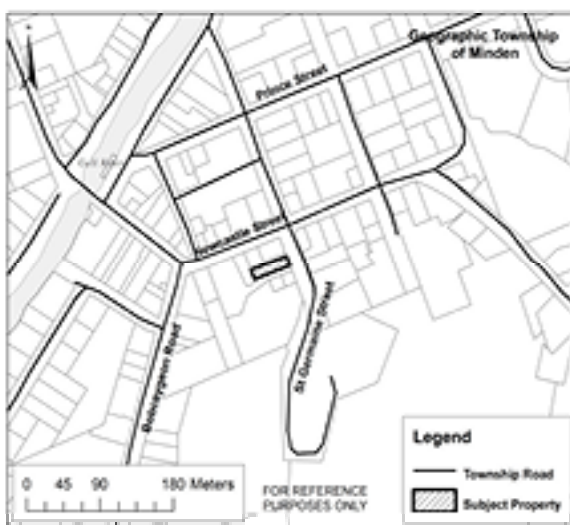 Geographic Township
of Minden
Prince Street
Newcastle Street
St Germaine Street
Bobcaygeon Road
Legend
Township Road
Subject Property
0 45 90 180 Meters
FOR REFERENCE
PURPOSES ONLY